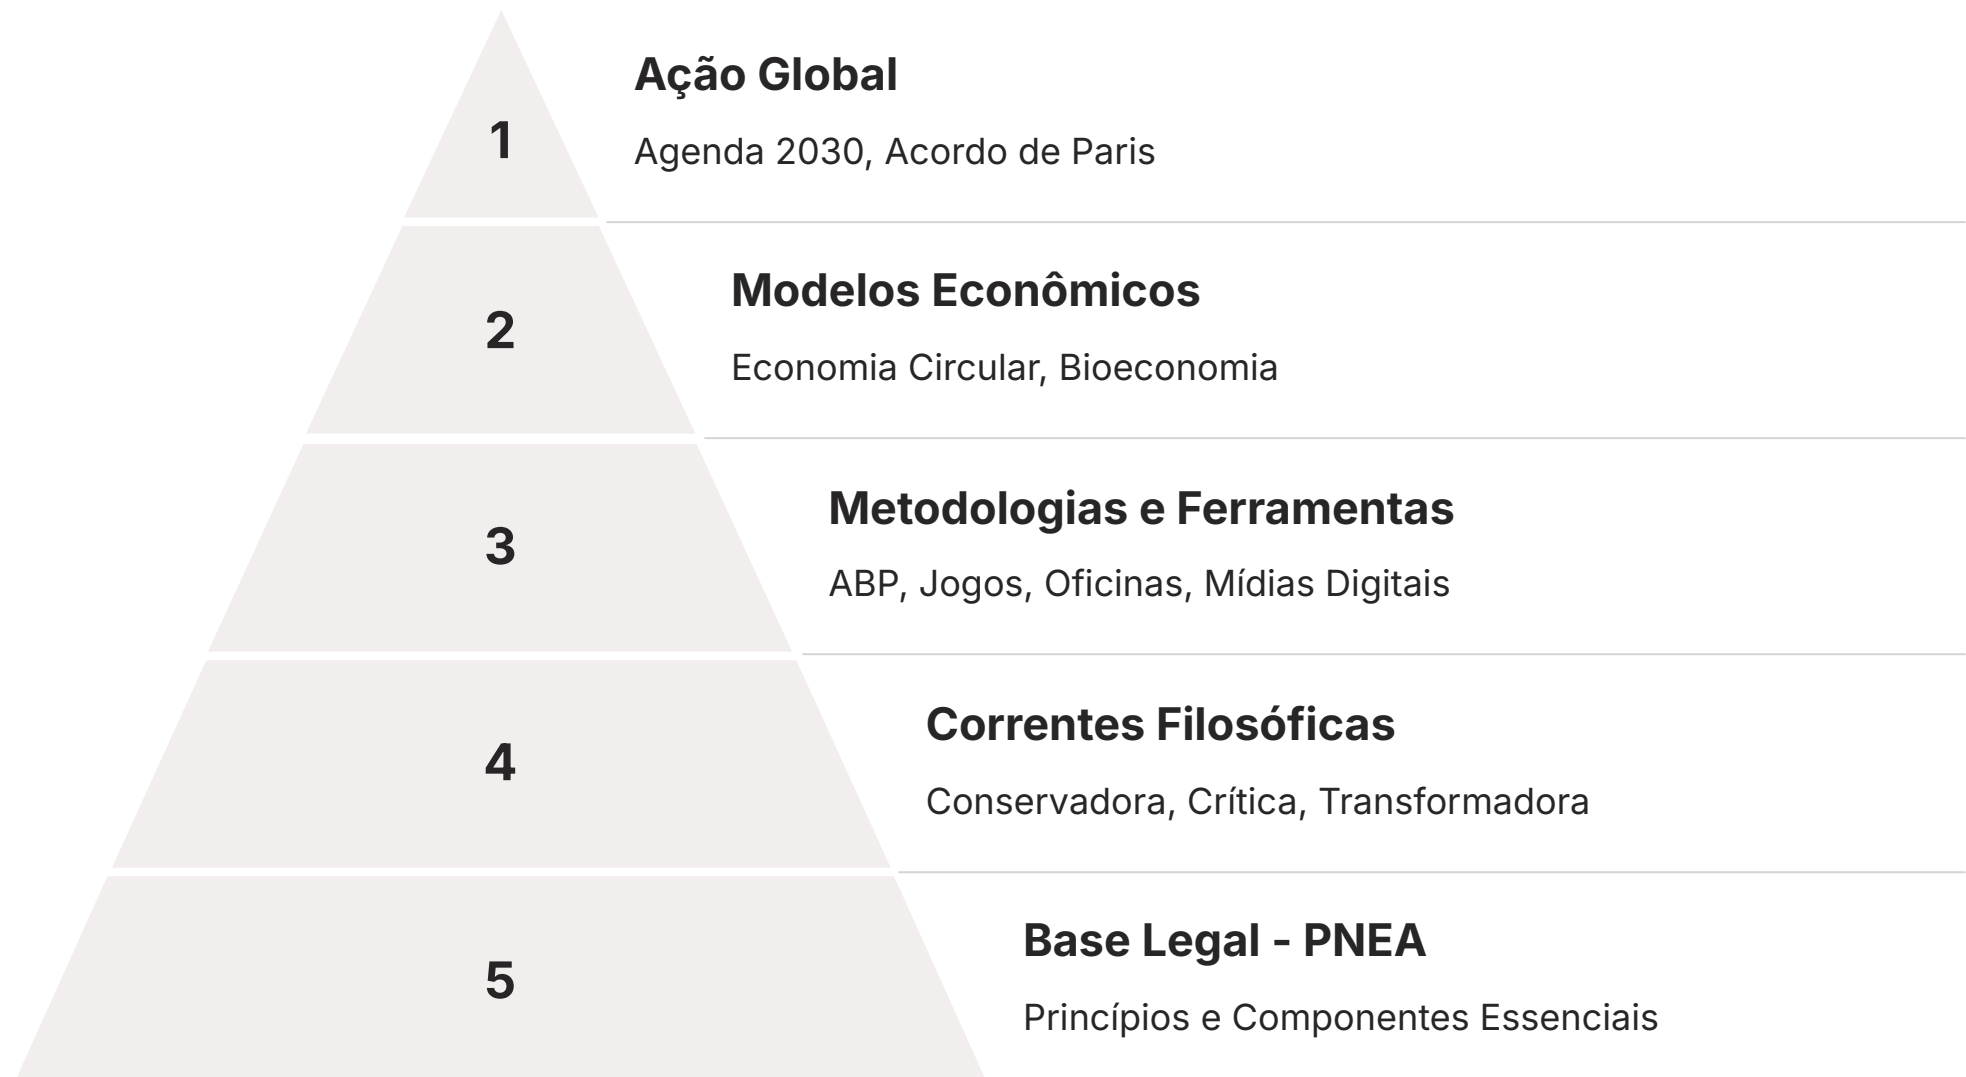 1
Ação Global
Agenda 2030, Acordo de Paris
2
Modelos Econômicos
Economia Circular, Bioeconomia
3
Metodologias e Ferramentas
ABP, Jogos, Oficinas, Mídias Digitais
4
Correntes Filosóficas
Conservadora, Crítica, Transformadora
5
Base Legal - PNEA
Princípios e Componentes Essenciais